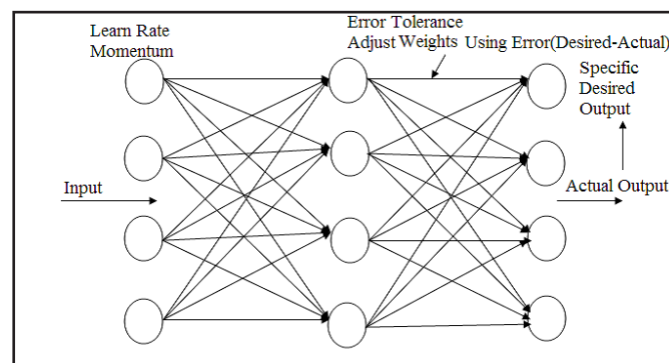 Learn Rate
Momentum
Error Tolerance
Adjust Weights Using Error(Desired-Actual)
Specific
Desired
Output
Input
Actual Output